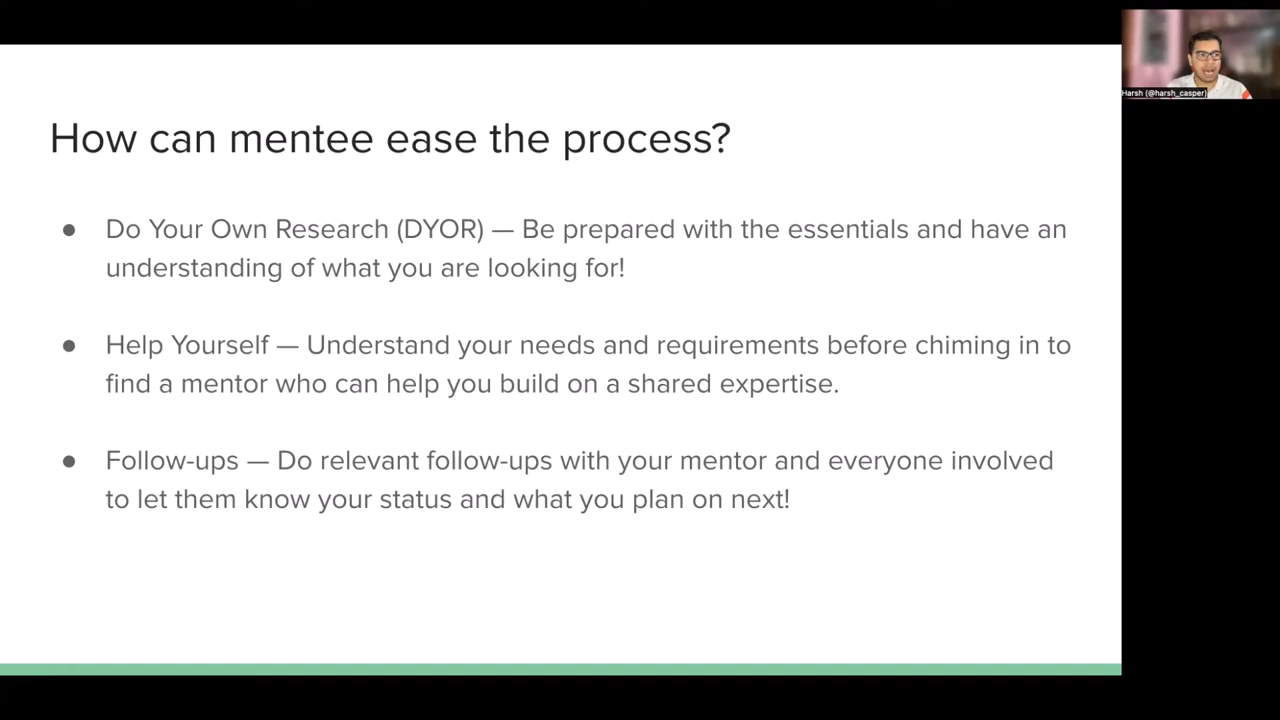 Harsh (@harsh_casper)
How can mentee ease the process?
● Do Your Own Research (DYOR) — Be prepared with the essentials and have an
understanding of what you are looking for!
● Help Yourself — Understand your needs and requirements before chiming in to
find a mentor who can help you build on a shared expertise.
● Follow-ups — Do relevant follow-ups with your mentor and everyone involved
to let them know your status and what you plan on next!